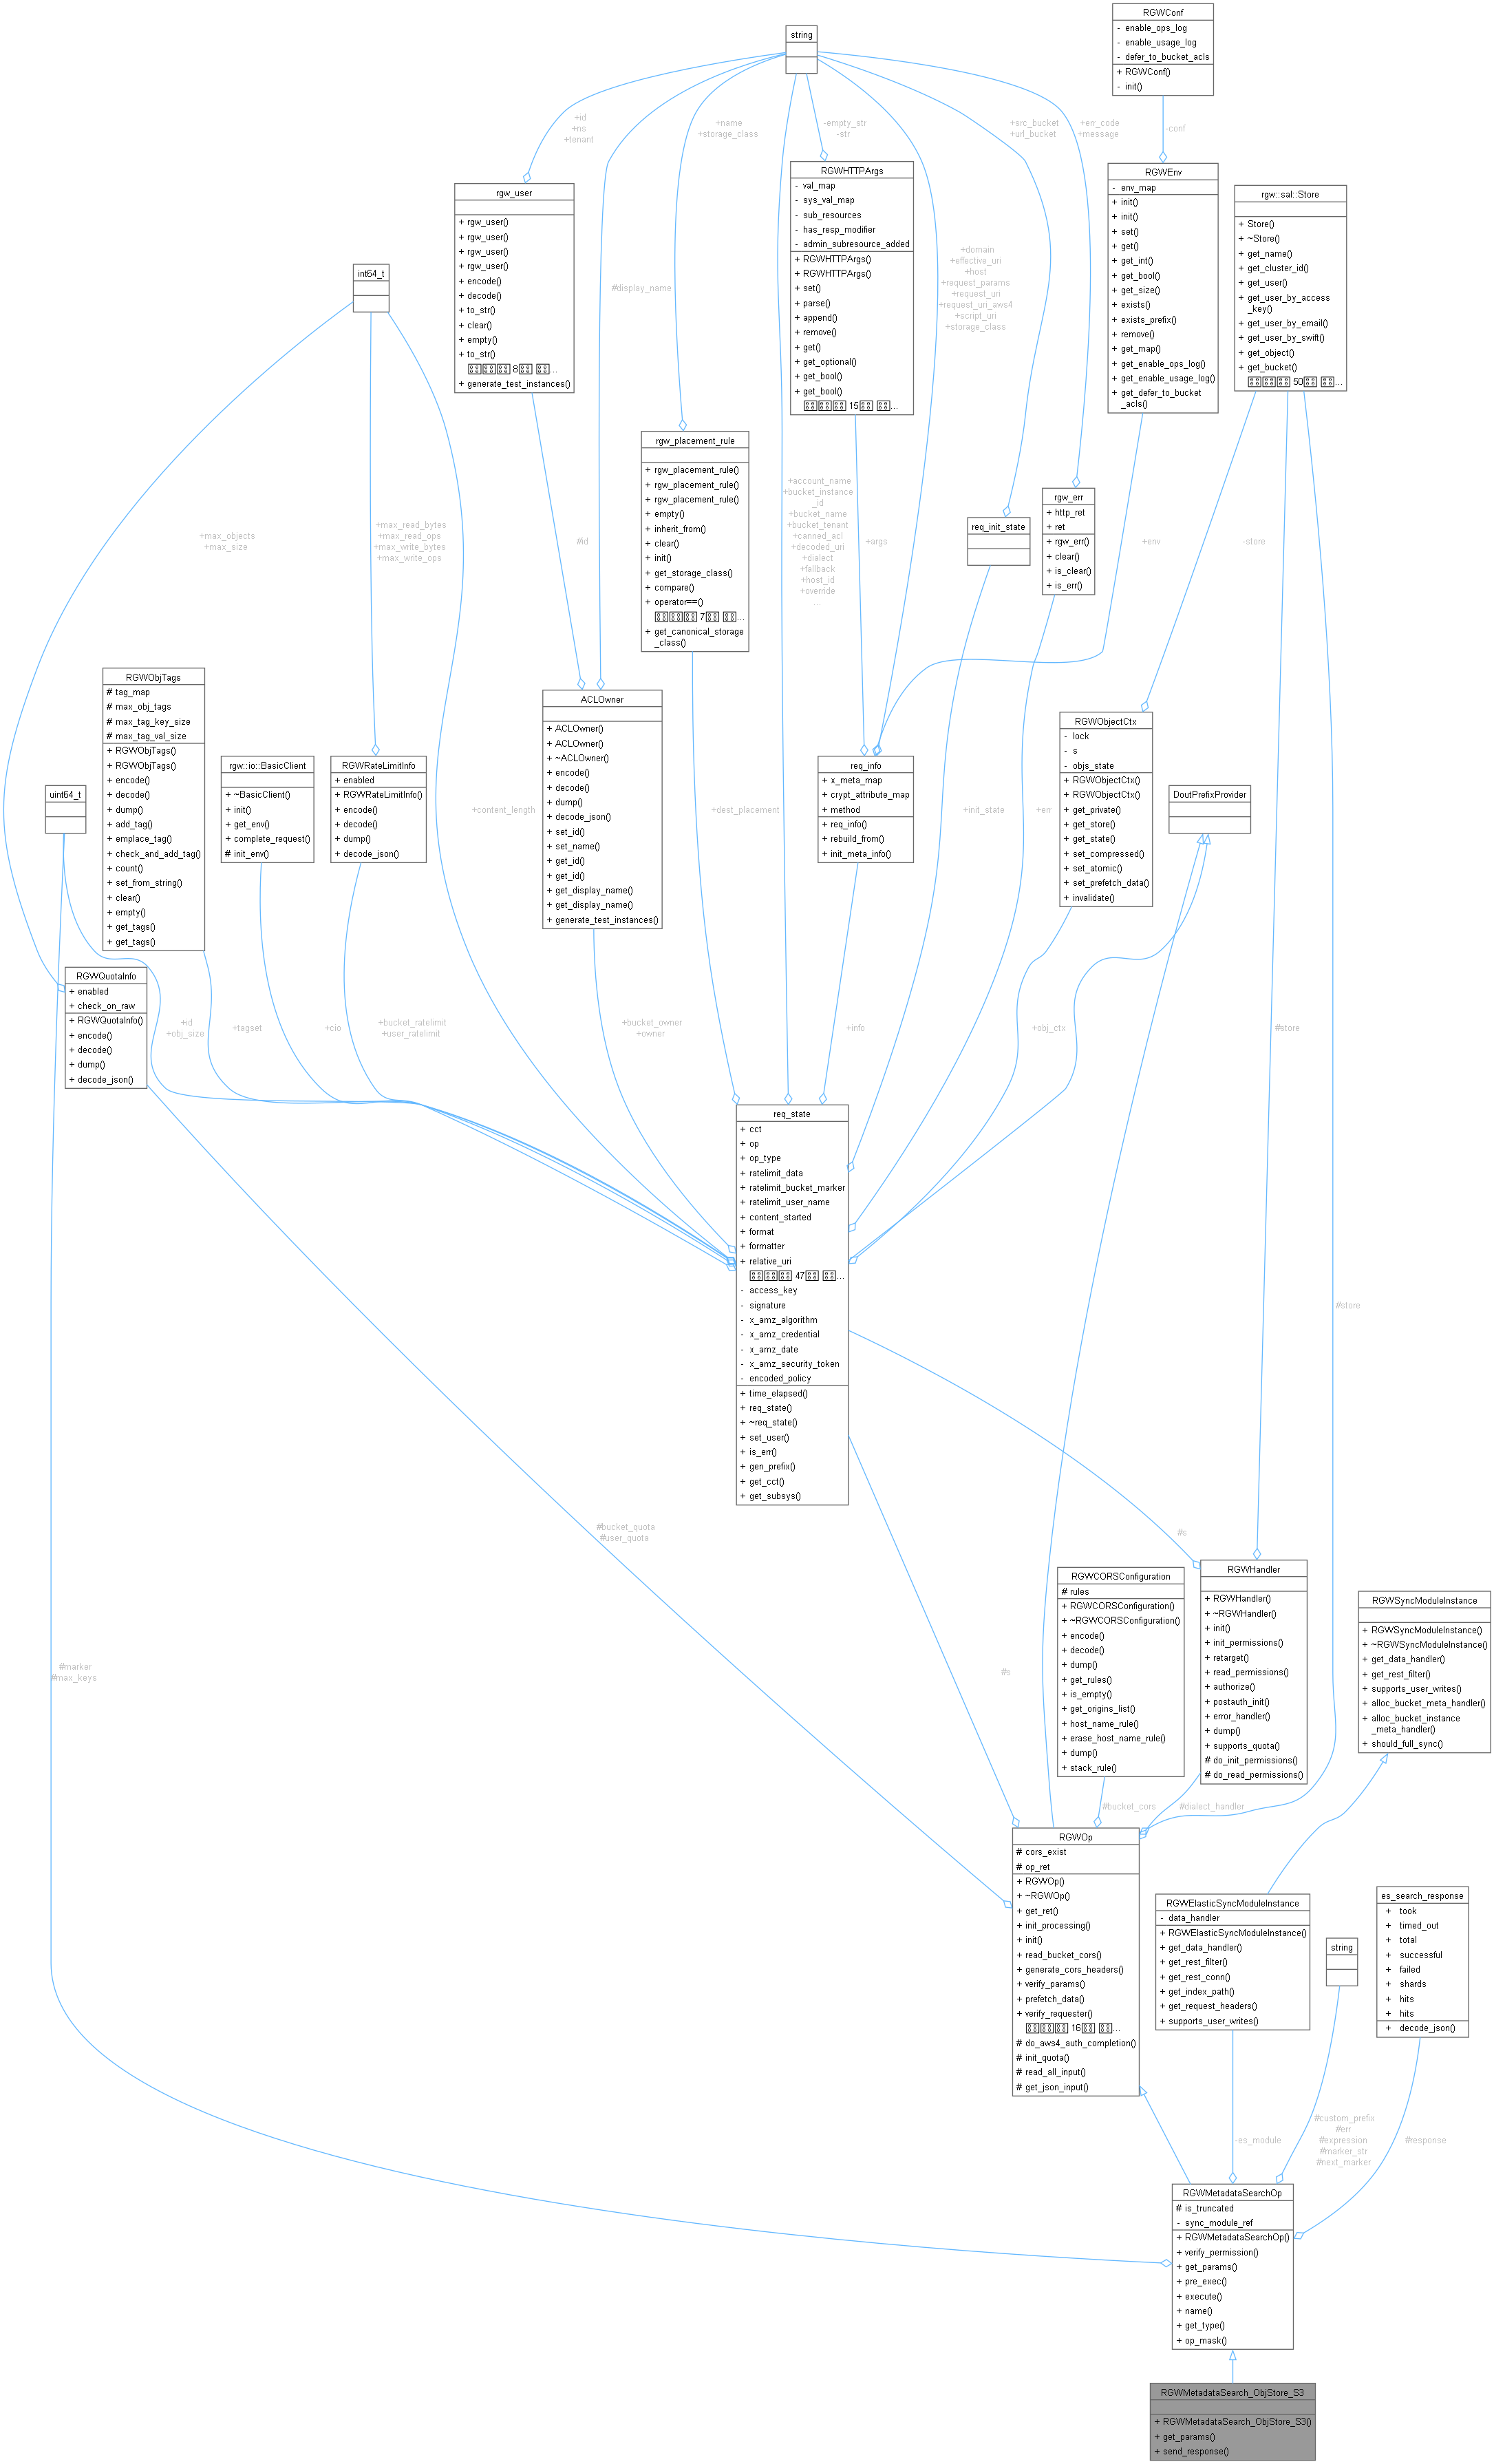 RGWConf
- enable_ops_log
- enable_usage_log
- defer_to_bucket_acls
+ RGWConf()
- init()
string
+id
+ns
+tenant
+name
+storage_class
-empty_str
-str
+src_bucket
+url_bucket
+err_code
+message
-conf
RGWHTTPArgs
- val_map
- sys_val_map
- sub_resources
- has_resp_modifier
- admin_subresource_added
+ RGWHTTPArgs()
+ RGWHTTPArgs()
+ set()
+ parse()
+ append()
+ remove()
+ get()
+ get_optional()
+ get_bool()
+ get_bool()
15
...
RGWEnv
- env_map
+ init()
+ init()
+ set()
+ get()
+ get_int()
+ get_bool()
+ get_size()
+ exists()
+ exists_prefix()
+ remove()
+ get_map()
+ get_enable_ops_log()
+ get_enable_usage_log()
+ get_defer_to_bucket
_acls()
rgw_user
+ rgw_user()
+ rgw_user()
+ rgw_user()
+ rgw_user()
+ encode()
+ decode()
+ to_str()
+ clear()
+ empty()
+ to_str()
8
...
+ generate_test_instances()
rgw::sal::Store
+ Store()
+ ~Store()
+ get_name()
+ get_cluster_id()
+ get_user()
+ get_user_by_access
_key()
+ get_user_by_email()
+ get_user_by_swift()
+ get_object()
+ get_bucket()
50
...
int64_t
#display_name
+domain
+effective_uri
+host
+request_params
+request_uri
+request_uri_aws4
+script_uri
+storage_class
rgw_placement_rule
+ rgw_placement_rule()
+ rgw_placement_rule()
+ rgw_placement_rule()
+ empty()
+ inherit_from()
+ clear()
+ init()
+ get_storage_class()
+ compare()
+ operator==()
7
...
+ get_canonical_storage
_class()
+account_name
+bucket_instance
_id
+bucket_name
+bucket_tenant
+canned_acl
+decoded_uri
+dialect
+fallback
+host_id
+override
...
rgw_err
+ http_ret
+ ret
+ rgw_err()
+ clear()
+ is_clear()
+ is_err()
req_init_state
+max_objects
+max_size
+max_read_bytes
+max_read_ops
+max_write_bytes
+max_write_ops
#id
+args
+env
-store
RGWObjTags
# tag_map
# max_obj_tags
# max_tag_key_size
# max_tag_val_size
+ RGWObjTags()
+ RGWObjTags()
+ encode()
+ decode()
+ dump()
+ add_tag()
+ emplace_tag()
+ check_and_add_tag()
+ count()
+ set_from_string()
+ clear()
+ empty()
+ get_tags()
+ get_tags()
ACLOwner
+ ACLOwner()
+ ACLOwner()
+ ~ACLOwner()
+ encode()
+ decode()
+ dump()
+ decode_json()
+ set_id()
+ set_name()
+ get_id()
+ get_id()
+ get_display_name()
+ get_display_name()
+ generate_test_instances()
RGWObjectCtx
- lock
- s
- objs_state
+ RGWObjectCtx()
+ RGWObjectCtx()
+ get_private()
+ get_store()
+ get_state()
+ set_compressed()
+ set_atomic()
+ set_prefetch_data()
+ invalidate()
rgw::io::BasicClient
+ ~BasicClient()
+ init()
+ get_env()
+ complete_request()
# init_env()
RGWRateLimitInfo
+ enabled
+ RGWRateLimitInfo()
+ encode()
+ decode()
+ dump()
+ decode_json()
req_info
+ x_meta_map
+ crypt_attribute_map
+ method
+ req_info()
+ rebuild_from()
+ init_meta_info()
uint64_t
DoutPrefixProvider
+content_length
+dest_placement
+init_state
+err
RGWQuotaInfo
+ enabled
+ check_on_raw
+ RGWQuotaInfo()
+ encode()
+ decode()
+ dump()
+ decode_json()
+id
+obj_size
+tagset
+cio
+bucket_ratelimit
+user_ratelimit
+bucket_owner
+owner
+info
+obj_ctx
#store
req_state
+ cct
+ op
+ op_type
+ ratelimit_data
+ ratelimit_bucket_marker
+ ratelimit_user_name
+ content_started
+ format
+ formatter
+ relative_uri
47
...
- access_key
- signature
- x_amz_algorithm
- x_amz_credential
- x_amz_date
- x_amz_security_token
- encoded_policy
+ time_elapsed()
+ req_state()
+ ~req_state()
+ set_user()
+ is_err()
+ gen_prefix()
+ get_cct()
+ get_subsys()
#store
#bucket_quota
#user_quota
#s
RGWHandler
+ RGWHandler()
+ ~RGWHandler()
+ init()
+ init_permissions()
+ retarget()
+ read_permissions()
+ authorize()
+ postauth_init()
+ error_handler()
+ dump()
+ supports_quota()
# do_init_permissions()
# do_read_permissions()
RGWCORSConfiguration
# rules
+ RGWCORSConfiguration()
+ ~RGWCORSConfiguration()
+ encode()
+ decode()
+ dump()
+ get_rules()
+ is_empty()
+ get_origins_list()
+ host_name_rule()
+ erase_host_name_rule()
+ dump()
+ stack_rule()
RGWSyncModuleInstance
+ RGWSyncModuleInstance()
+ ~RGWSyncModuleInstance()
+ get_data_handler()
+ get_rest_filter()
+ supports_user_writes()
+ alloc_bucket_meta_handler()
+ alloc_bucket_instance
_meta_handler()
+ should_full_sync()
#marker
#max_keys
#s
#bucket_cors
#dialect_handler
RGWOp
# cors_exist
# op_ret
+ RGWOp()
+ ~RGWOp()
+ get_ret()
+ init_processing()
+ init()
+ read_bucket_cors()
+ generate_cors_headers()
+ verify_params()
+ prefetch_data()
+ verify_requester()
16
...
# do_aws4_auth_completion()
# init_quota()
# read_all_input()
# get_json_input()
RGWElasticSyncModuleInstance
- data_handler
+ RGWElasticSyncModuleInstance()
+ get_data_handler()
+ get_rest_filter()
+ get_rest_conn()
+ get_index_path()
+ get_request_headers()
+ supports_user_writes()
string
es_search_response
+ took
+ timed_out
+ total
+ successful
+ failed
+ shards
+ hits
+ hits
+ decode_json()
-es_module
#custom_prefix
#err
#expression
#marker_str
#next_marker
#response
RGWMetadataSearchOp
# is_truncated
- sync_module_ref
+ RGWMetadataSearchOp()
+ verify_permission()
+ get_params()
+ pre_exec()
+ execute()
+ name()
+ get_type()
+ op_mask()
RGWMetadataSearch_ObjStore_S3
+ RGWMetadataSearch_ObjStore_S3()
+ get_params()
+ send_response()